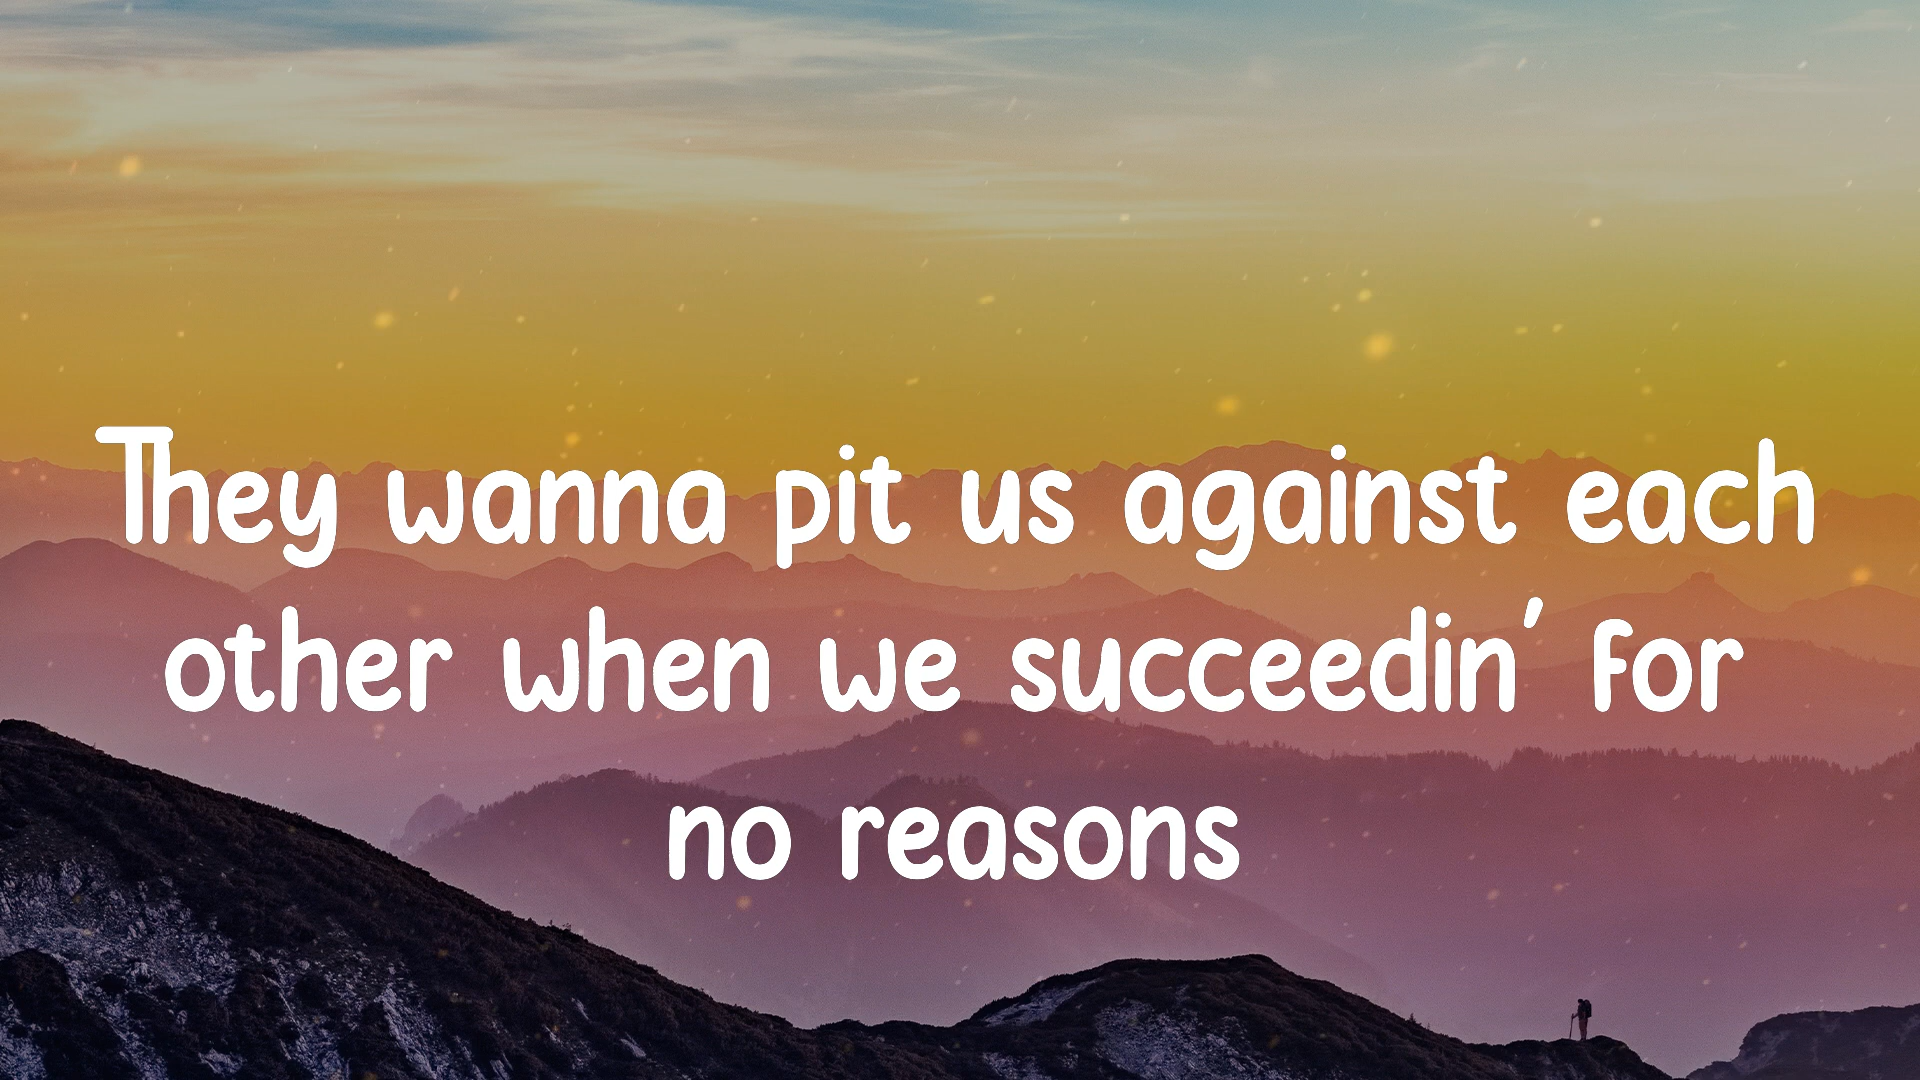 They wanna pit us against each
other when we succeedin' for
no reasons